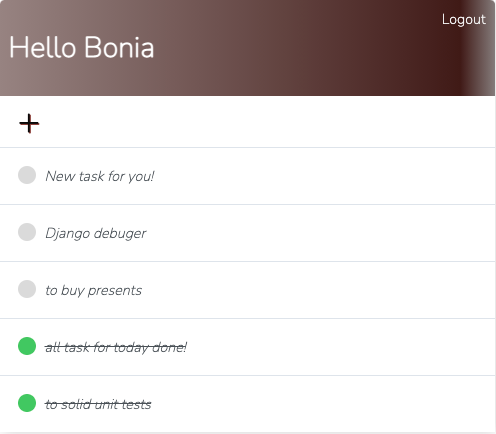 Logout
Hello Bonia
New task for you!
Django debuger
to buy presents
all task for today done!
to solid unit tests